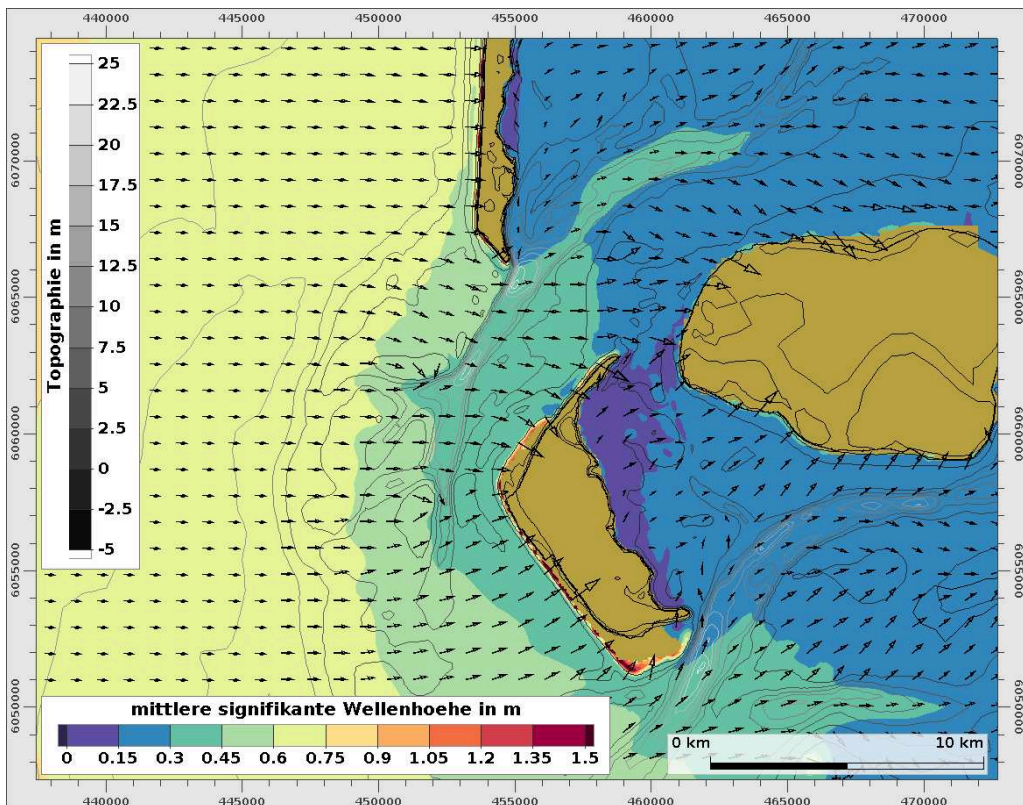 440000 445000 450000 455000 460000 465000 470000
6070000 6065000 6060000 6055000 6050000
Topographie in m
25
22.5
20
17.5
15
12.5
10
7.5
5
2.5
0
-2.5
-5
6070000 6065000 6060000 6055000 6050000
mittlere signifikante Wellenhoehe in m
0 0.15 0.3 0.45 0.6 0.75 0.9 1.05 1.2 1.35 1.5
0 km 10 km
440000 445000 450000 455000 460000 465000 470000